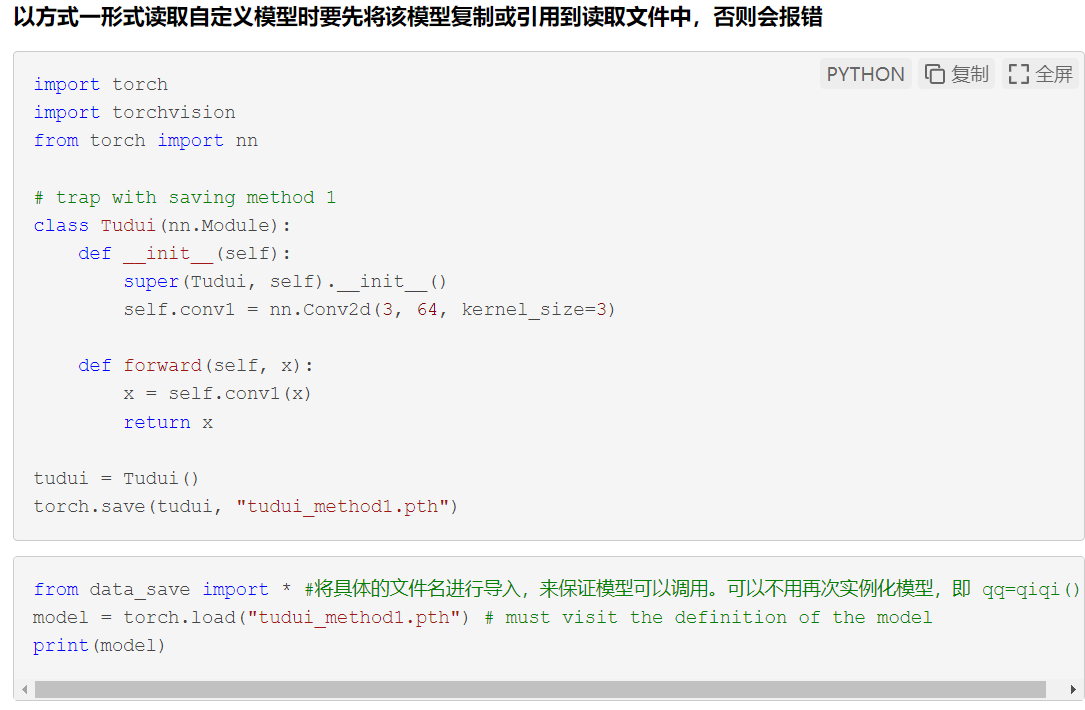 以方式一形式读取自定义模型时要先将该模型复制或引用到读取文件中，否则会报错
PYTHON 复制 全屏
import torch
import torchvision
from torch import nn
# trap with saving method 1
class Tudui(nn.Module):
    def __init__(self):
        super(Tudui, self).__init__()
        self.conv1 = nn.Conv2d(3, 64, kernel_size=3)
    def forward(self, x):
        x = self.conv1(x)
        return x
tudui = Tudui()
torch.save(tudui, "tudui_method1.pth")
from data_save import * #将具体的文件名进行导入，来保证模型可以调用。可以不用再次实例化模型，即 qq=qiqi()
model = torch.load("tudui_method1.pth") # must visit the definition of the model
print(model)